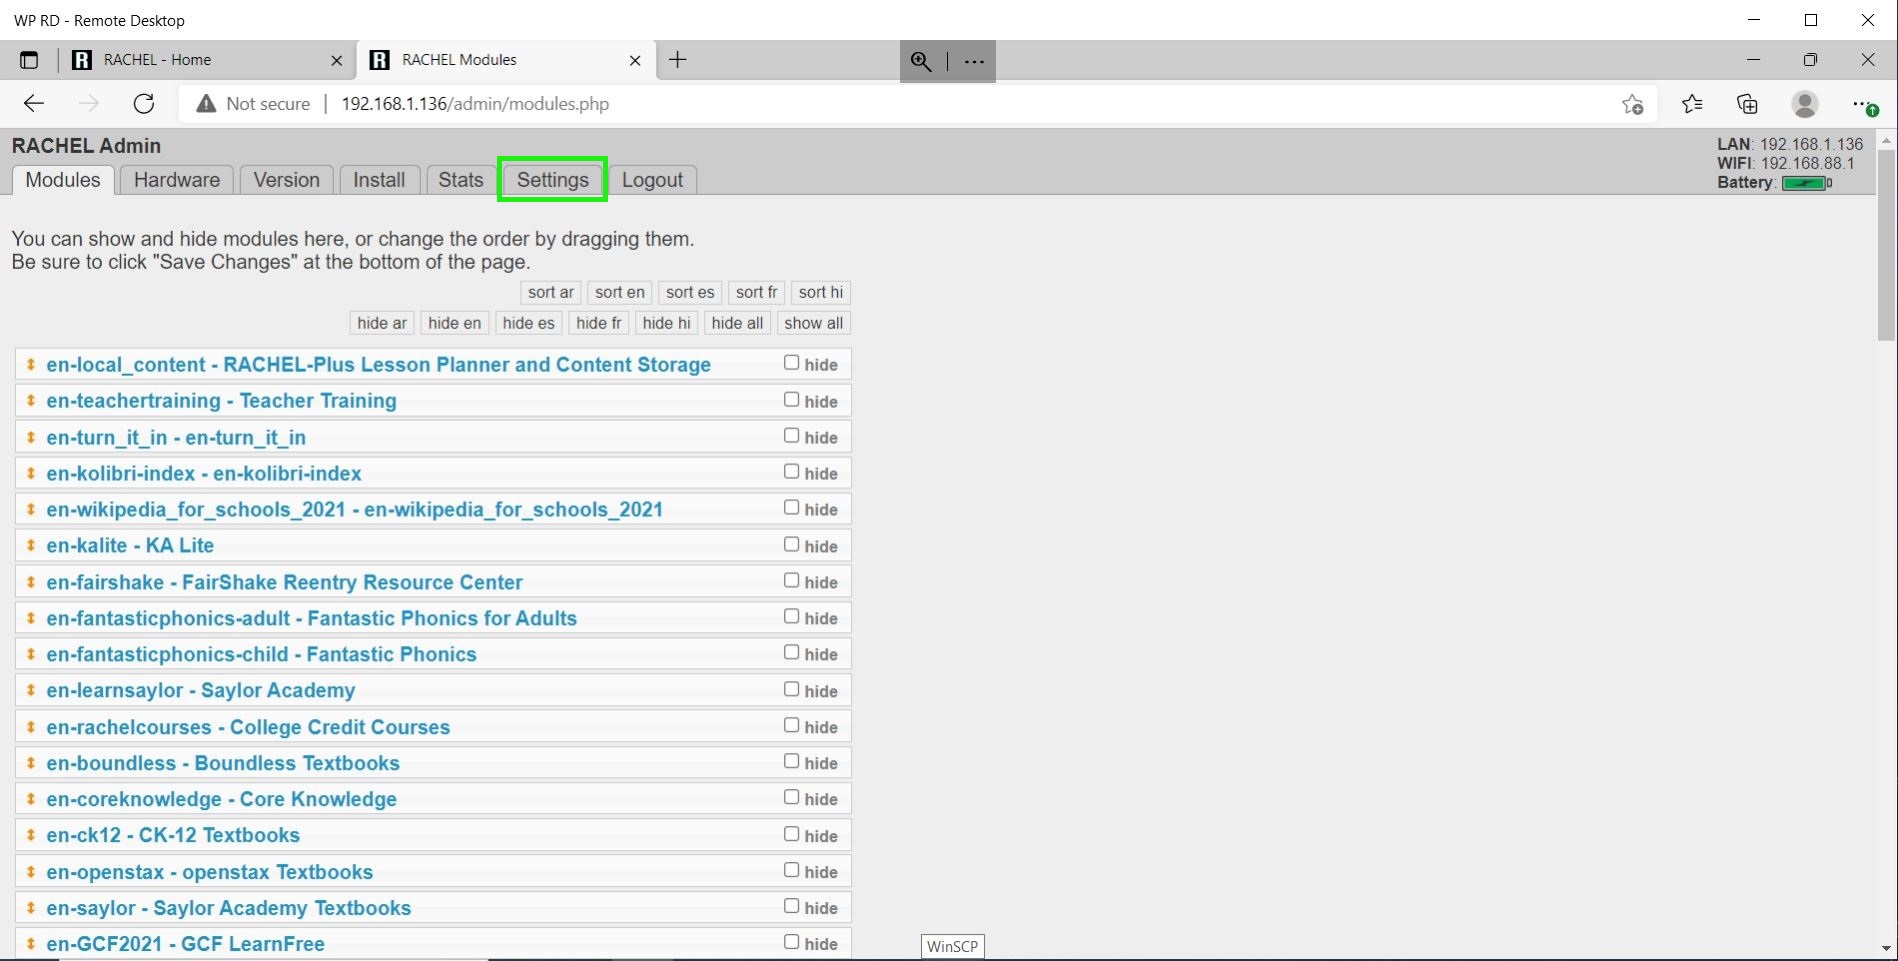 WP RD - Remote Desktop
RACHEL - Home
RACHEL Modules
Not secure
192.168.1.136/admin/modules.php
RACHEL Admin
LAN: 192.168.1.136
WIFI: 192.168.88.1
Battery:
Modules
Hardware
Version
Install
Stats
Settings
Logout
You can show and hide modules here, or change the order by dragging them.
Be sure to click "Save Changes" at the bottom of the page.
sort ar sort en sort es sort fr sort hi
hide ar hide en hide es hide fr hide hi hide all show all
en-local_content - RACHEL-Plus Lesson Planner and Content Storage hide
en-teachertraining - Teacher Training hide
en-turn_it_in - en-turn_it_in hide
en-kolibri-index - en-kolibri-index hide
en-wikipedia_for_schools_2021 - en-wikipedia_for_schools_2021 hide
en-kalite - KA Lite hide
en-fairshake - FairShake Reentry Resource Center hide
en-fantasticphonics-adult - Fantastic Phonics for Adults hide
en-fantasticphonics-child - Fantastic Phonics hide
en-learnsaylor - Saylor Academy hide
en-rachelcourses - College Credit Courses hide
en-boundless - Boundless Textbooks hide
en-coreknowledge - Core Knowledge hide
en-ck12 - CK-12 Textbooks hide
en-openstax - openstax Textbooks hide
en-saylor - Saylor Academy Textbooks hide
en-GCF2021 - GCF LearnFree hide
WinSCP